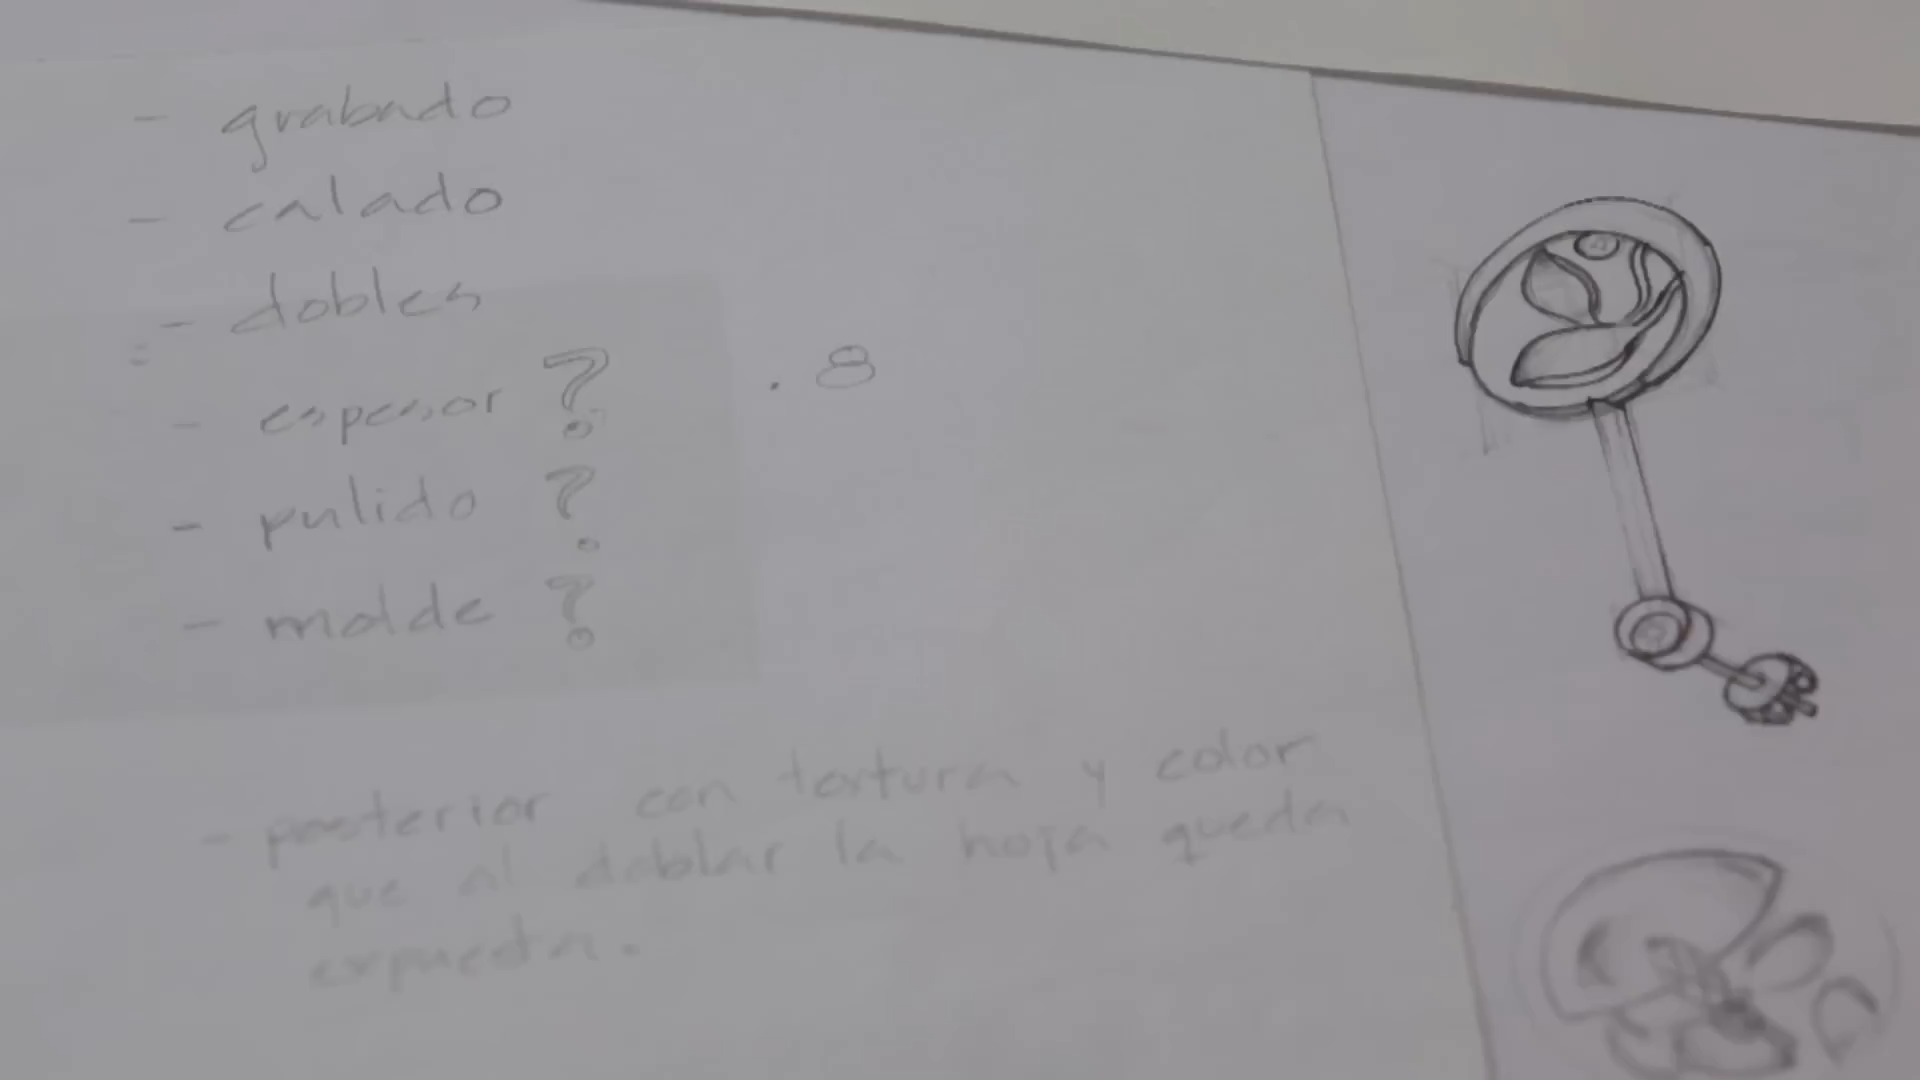 - grabado
- calado
- dobles
- espesor ? .8
- pulido ?
- molde ?
- posterior con textura y color
que al doblar la hoja queda
expuesta.